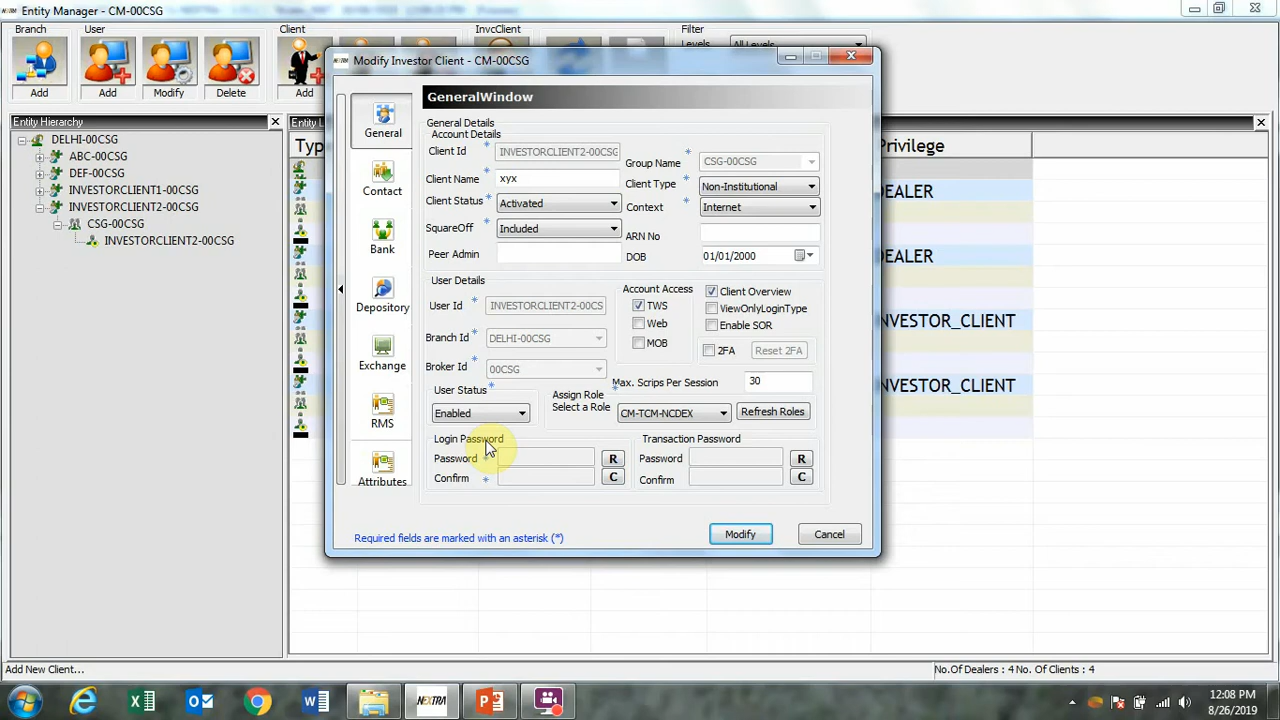 Entity Manager - CM-00CSG
Branch
User
Client
InvcClient
Filter
Levels
All Levels
Add
Add
Modify
Delete
Add
Entity Hierarchy
DELHI-00CSG
ABC-00CSG
DEF-00CSG
INVESTORCLIENT1-00CSG
INVESTORCLIENT2-00CSG
CSG-00CSG
INVESTORCLIENT2-00CSG
Privilege
DEALER
DEALER
NVESTOR_CLIENT
NVESTOR_CLIENT
NEXTRA
Modify Investor Client - CM-00CSG
General
Contact
Bank
Depository
Exchange
RMS
Attributes
GeneralWindow
General Details
Account Details
Client Id * INVESTORCLIENT2-00CSG
Group Name * CSG-00CSG
Client Name * xyx
Client Type * Non-Institutional
Client Status * Activated
Context * Internet
SquareOff * Included
ARN No
Peer Admin
DOB 01/01/2000
User Details
User Id * INVESTORCLIENT2-00CS
Branch Id * DELHI-00CSG
Broker Id * 00CSG
Account Access
TWS
Web
MOB
Client Overview
ViewOnlyLoginType
Enable SOR
2FA
Reset 2FA
Max. Scrips Per Session 30
User Status *
Enabled
Assign Role *
Select a Role
CM-TCM-NCDEX
Refresh Roles
Login Password
Password * R
Confirm * C
Transaction Password
Password R
Confirm C
Required fields are marked with an asterisk (*)
Modify
Cancel
Add New Client...
No.Of Dealers : 4 No. Of Clients : 4
NEXTRA
12:08 PM
8/26/2019